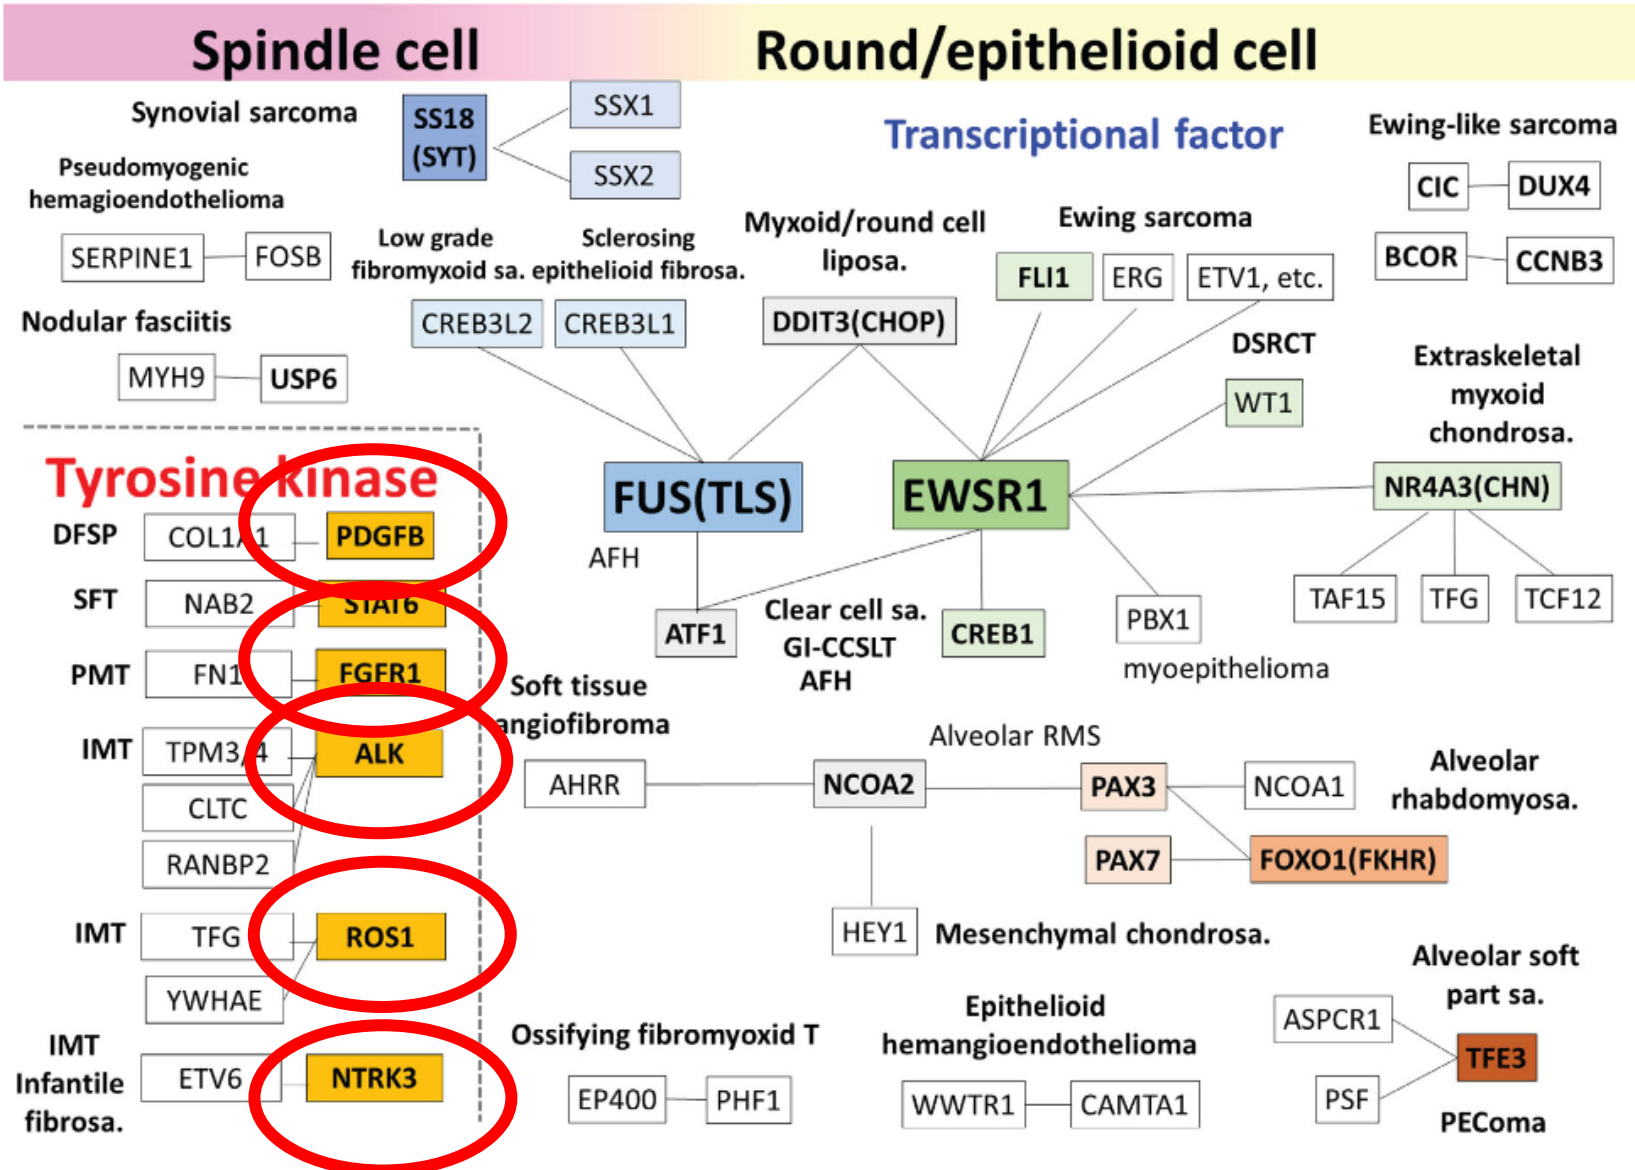 Spindle cell
Round/epithelioid cell
Synovial sarcoma
SS18
(SYT)
SSX1
SSX2
Transcriptional factor
Ewing-like sarcoma
CIC
DUX4
BCOR
CCNB3
Pseudomyogenic
hemagioendothelioma
SERPINE1
FOSB
Low grade
fibromyxoid sa.
Sclerosing
epithelioid fibrosa.
CREB3L2
CREB3L1
Myxoid/round cell
liposa.
DDIT3(CHOP)
Ewing sarcoma
FLI1
ERG
ETV1, etc.
Nodular fasciitis
MYH9
USP6
DSRCT
WT1
Extraskeletal
myxoid
chondrosa.
NR4A3(CHN)
TAF15
TFG
TCF12
FUS(TLS)
EWSR1
AFH
ATF1
Clear cell sa.
GI-CCSLT
AFH
CREB1
PBX1
myoepithelioma
Tyrosine kinase
DFSP
COL1A1
PDGFB
SFT
NAB2
STAT6
PMT
FN1
FGFR1
IMT
TPM3/4
ALK
CLTC
RANBP2
IMT
TFG
ROS1
YWHAE
IMT
Infantile
fibrosa.
ETV6
NTRK3
Soft tissue
angiofibroma
AHRR
NCOA2
Alveolar RMS
PAX3
NCOA1
Alveolar
rhabdomyosa.
PAX7
FOXO1(FKHR)
HEY1
Mesenchymal chondrosa.
Ossifying fibromyoxid T
EP400
PHF1
Epithelioid
hemangioendothelioma
WWTR1
CAMTA1
Alveolar soft
part sa.
ASPCR1
TFE3
PSF
PEComa